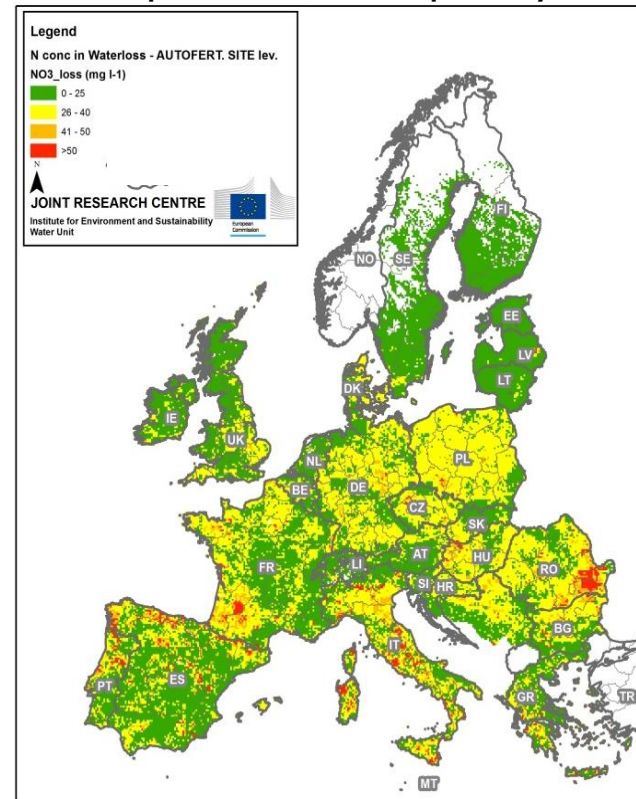 Legend
N conc in Waterloss - AUTOFERT. SITE lev.
NO3_loss (mg l-1)
0 - 25
26 - 40
41 - 50
>50
N
JOINT RESEARCH CENTRE
Institute for Environment and Sustainability
Water Unit
European
Commission
FI
NO
SE
EE
LV
LT
DK
IE
UK
NL
PL
BE
DE
CZ
SK
AT
HU
FR
LI
RO
SI
HR
BG
IT
PT
ES
GR
TR
MT